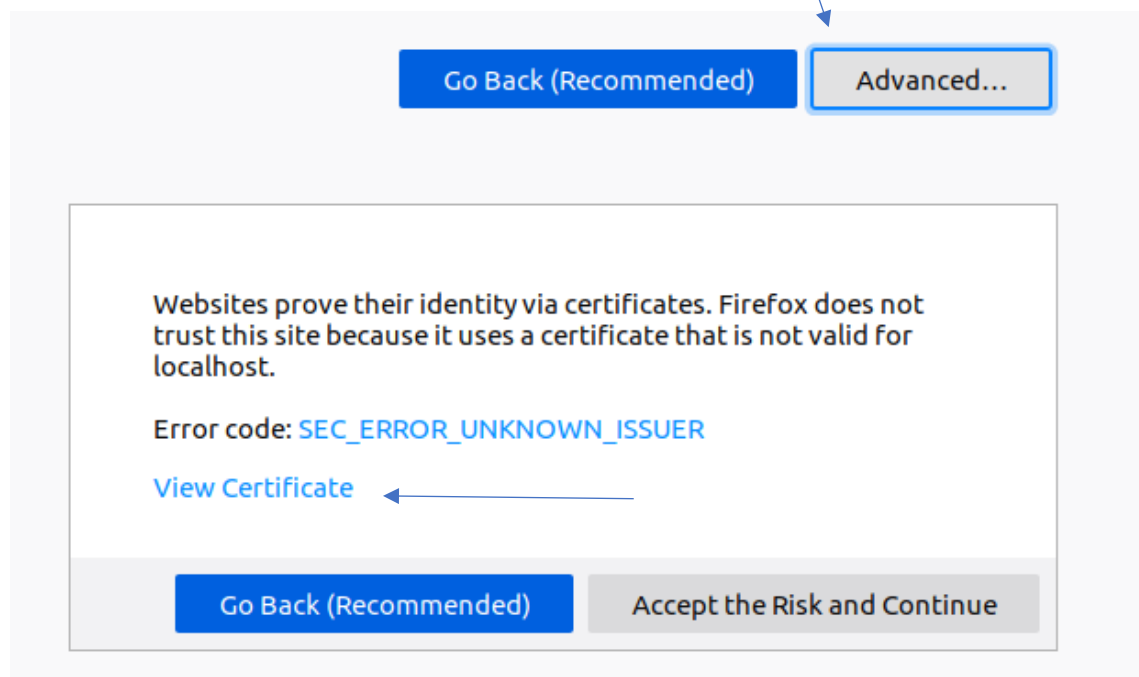 Go Back (Recommended)
Advanced...
Websites prove their identity via certificates. Firefox does not
trust this site because it uses a certificate that is not valid for
localhost.
Error code: SEC_ERROR_UNKNOWN_ISSUER
View Certificate
Go Back (Recommended)
Accept the Risk and Continue